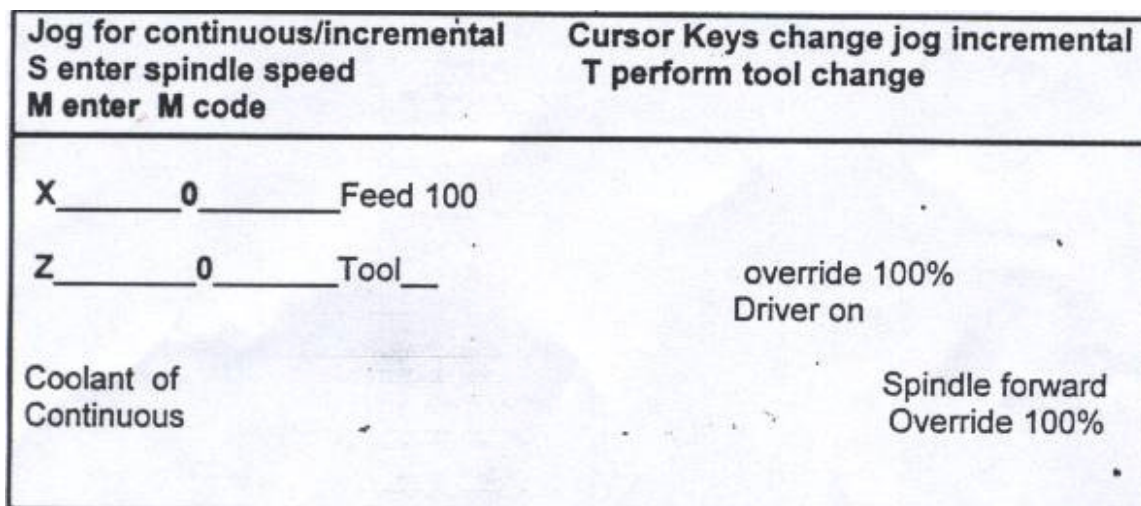 Jog for continuous/incremental Cursor Keys change jog incremental
S enter spindle speed T perform tool change
M enter M code
X_______0________Feed 100
Z________0_______Tool__ override 100%
Driver on
Coolant of Spindle forward
Continuous Override 100%